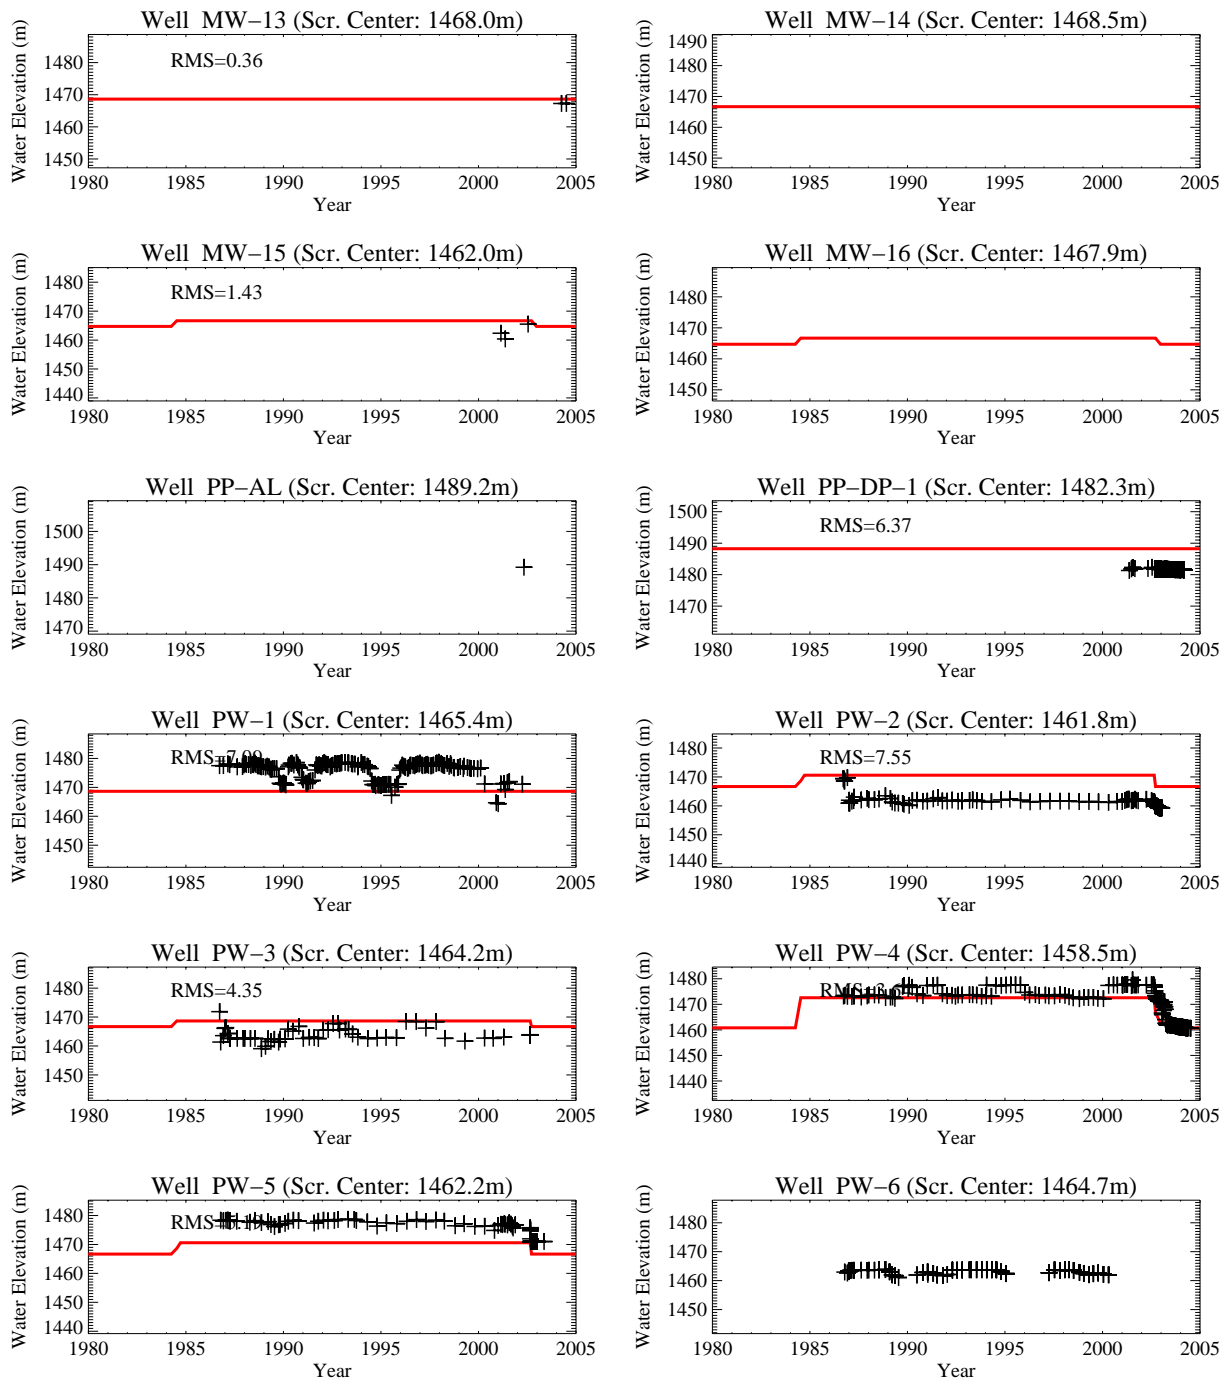 Well MW−13 (Scr. Center: 1468.0m)
Water Elevation (m)
1480
1470
1460
1450
RMS=0.36
1980 1985 1990 1995 2000 2005
Year
Well MW−14 (Scr. Center: 1468.5m)
Water Elevation (m)
1490
1480
1470
1460
1450
1980 1985 1990 1995 2000 2005
Year
Well MW−15 (Scr. Center: 1462.0m)
Water Elevation (m)
1480
1470
1460
1450
1440
RMS=1.43
1980 1985 1990 1995 2000 2005
Year
Well MW−16 (Scr. Center: 1467.9m)
Water Elevation (m)
1480
1470
1460
1450
1980 1985 1990 1995 2000 2005
Year
Well PP−AL (Scr. Center: 1489.2m)
Water Elevation (m)
1500
1490
1480
1470
1980 1985 1990 1995 2000 2005
Year
Well PP−DP−1 (Scr. Center: 1482.3m)
Water Elevation (m)
1500
1490
1480
1470
RMS=6.37
1980 1985 1990 1995 2000 2005
Year
Well PW−1 (Scr. Center: 1465.4m)
Water Elevation (m)
1480
1470
1460
1450
1980 1985 1990 1995 2000 2005
Year
Well PW−2 (Scr. Center: 1461.8m)
Water Elevation (m)
1480
1470
1460
1450
1440
RMS=7.55
1980 1985 1990 1995 2000 2005
Year
Well PW−3 (Scr. Center: 1464.2m)
Water Elevation (m)
1480
1470
1460
1450
RMS=4.35
1980 1985 1990 1995 2000 2005
Year
Well PW−4 (Scr. Center: 1458.5m)
Water Elevation (m)
1480
1470
1460
1450
1440
1980 1985 1990 1995 2000 2005
Year
Well PW−5 (Scr. Center: 1462.2m)
Water Elevation (m)
1480
1470
1460
1450
1440
1980 1985 1990 1995 2000 2005
Year
Well PW−6 (Scr. Center: 1464.7m)
Water Elevation (m)
1480
1470
1460
1450
1980 1985 1990 1995 2000 2005
Year